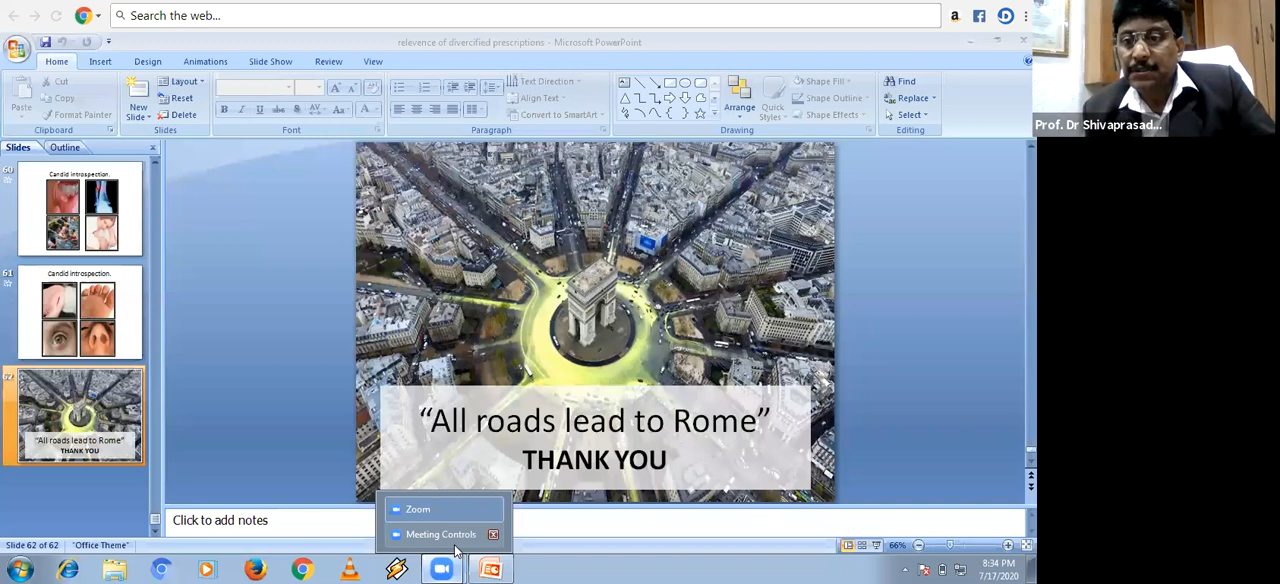 Search the web...
relevence of divercified prescriptions - Microsoft PowerPoint
Home Insert Design Slide Show Animations Review View
Paste
Cut
Copy
Format Painter
Clipboard
New Slide
Layout
Reset
Delete
Slides
Font
Text Direction
Align Text
Convert to SmartArt
Paragraph
Arrange
Quick Styles
Shape Fill
Shape Outline
Shape Effects
Drawing
Find
Replace
Select
Editing
Prof. Dr Shivaprasad...
Slides Outline
60
Candid introspection.
61
Candid introspection.
62
“All roads lead to Rome”
THANK YOU
“All roads lead to Rome”
THANK YOU
Zoom
Meeting Controls
Click to add notes
Slide 62 of 62 "Office Theme" 66%
8:34 PM
7/17/2020